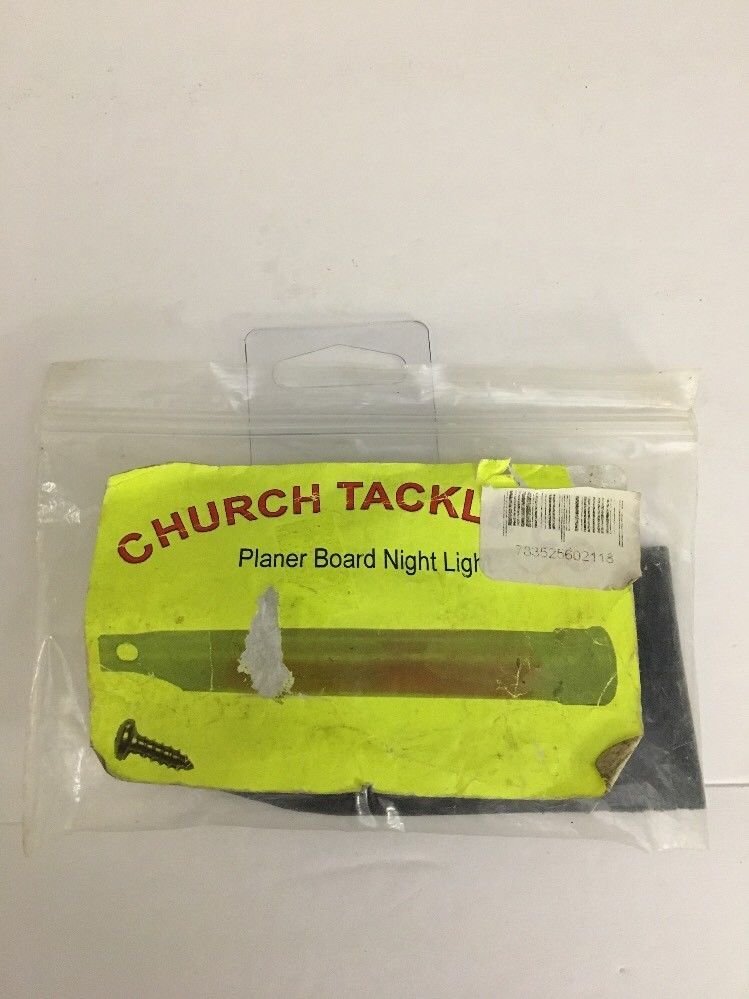 CHURCH TACKL
Planer Board Night Ligh
783525602118